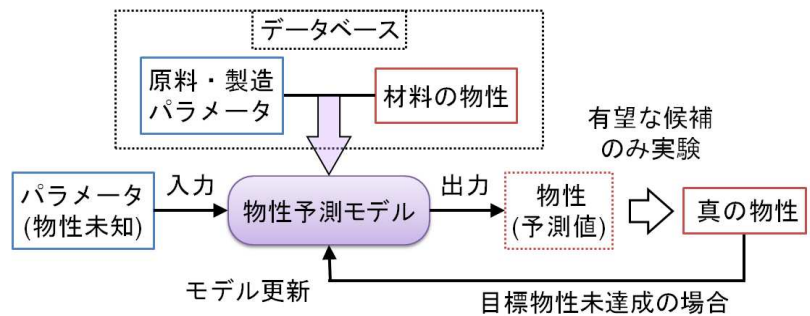 データベース
原料・製造
パラメータ
材料の物性
有望な候補
のみ実験
パラメータ
(物性未知)
入力
物性予測モデル
出力
物性
(予測値)
真の物性
モデル更新
目標物性未達成の場合